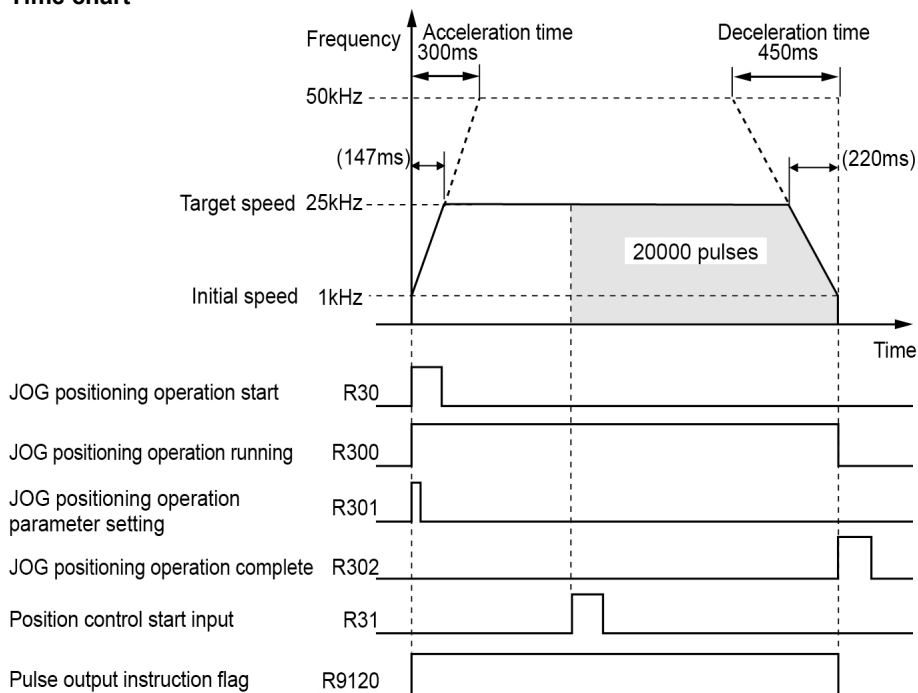 Time chart
Frequency
Acceleration time
300ms
Deceleration time
450ms
50kHz
(147ms)
(220ms)
Target speed 25kHz
20000 pulses
Initial speed 1kHz
Time
JOG positioning operation start R30
JOG positioning operation running R300
JOG positioning operation
parameter setting R301
JOG positioning operation complete R302
Position control start input R31
Pulse output instruction flag R9120